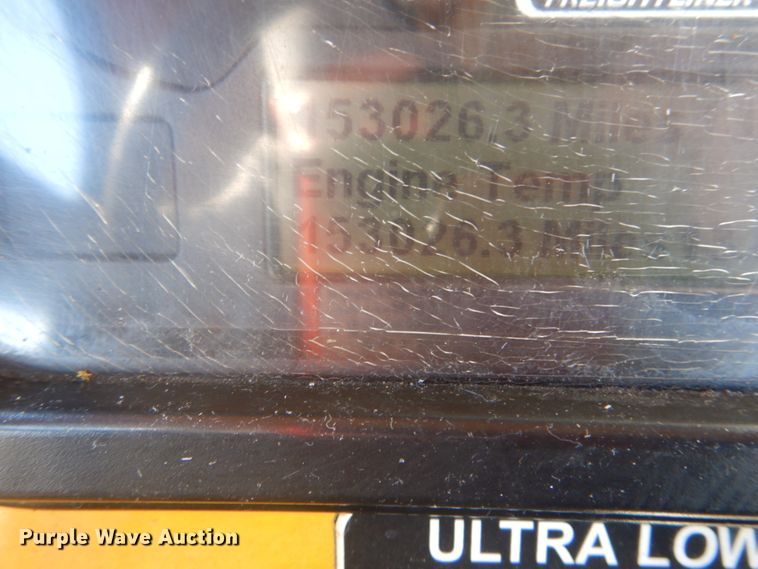 FREIGHTLINER
153026.3 Miles
Engine Temp
153026.3 Miles
ULTRA LOW
Purple Wave Auction